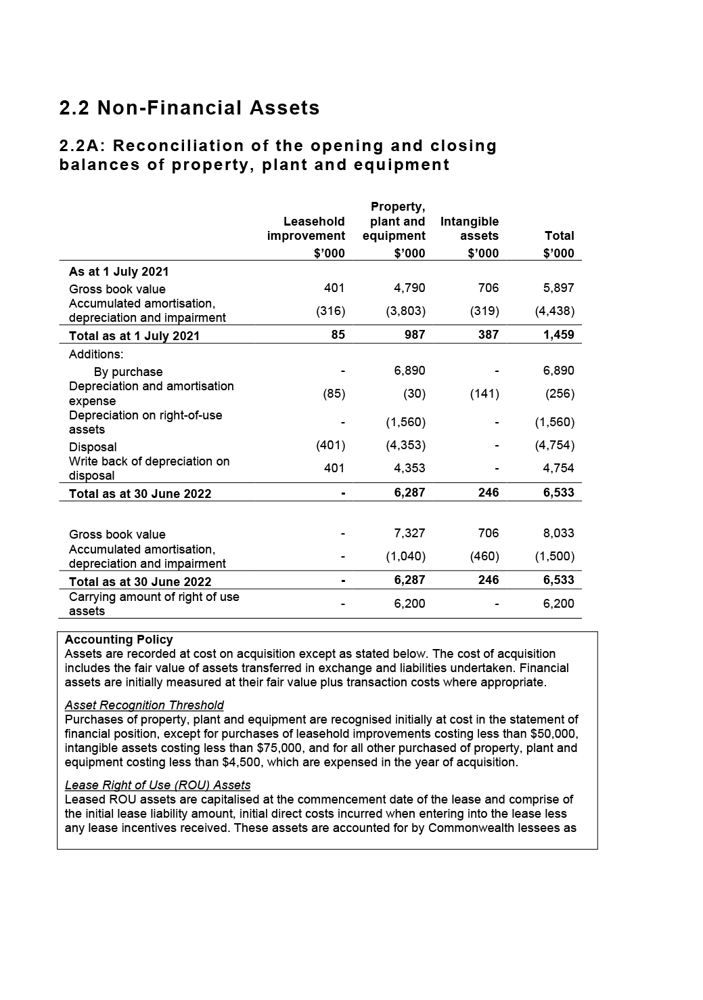 2.2 Non-Financial Assets
2.2A: Reconciliation of the opening and closing
balances of property, plant and equipment
Property,
Leasehold plant and Intangible
improvement equipment assets Total
$’000 $’000 $’000 $’000
As at 1 July 2021
Gross book value 401 4,790 706 5,897
Accumulated amortisation,
depreciation and impairment (316) (3,803) (319) (4,438)
Total as at 1 July 2021 85 987 387 1,459
Additions:
By purchase - 6,890 - 6,890
Depreciation and amortisation
expense (85) (30) (141) (256)
Depreciation on right-of-use
assets - (1,560) - (1,560)
Disposal (401) (4,353) - (4,754)
Write back of depreciation on
disposal 401 4,353 - 4,754
Total as at 30 June 2022 - 6,287 246 6,533
Gross book value - 7,327 706 8,033
Accumulated amortisation,
depreciation and impairment - (1,040) (460) (1,500)
Total as at 30 June 2022 - 6,287 246 6,533
Carrying amount of right of use
assets - 6,200 - 6,200
Accounting Policy
Assets are recorded at cost on acquisition except as stated below. The cost of acquisition
includes the fair value of assets transferred in exchange and liabilities undertaken. Financial
assets are initially measured at their fair value plus transaction costs where appropriate.
Asset Recognition Threshold
Purchases of property, plant and equipment are recognised initially at cost in the statement of
financial position, except for purchases of leasehold improvements costing less than $50,000,
intangible assets costing less than $75,000, and for all other purchased of property, plant and
equipment costing less than $4,500, which are expensed in the year of acquisition.
Lease Right of Use (ROU) Assets
Leased ROU assets are capitalised at the commencement date of the lease and comprise of
the initial lease liability amount, initial direct costs incurred when entering into the lease less
any lease incentives received. These assets are accounted for by Commonwealth lessees as